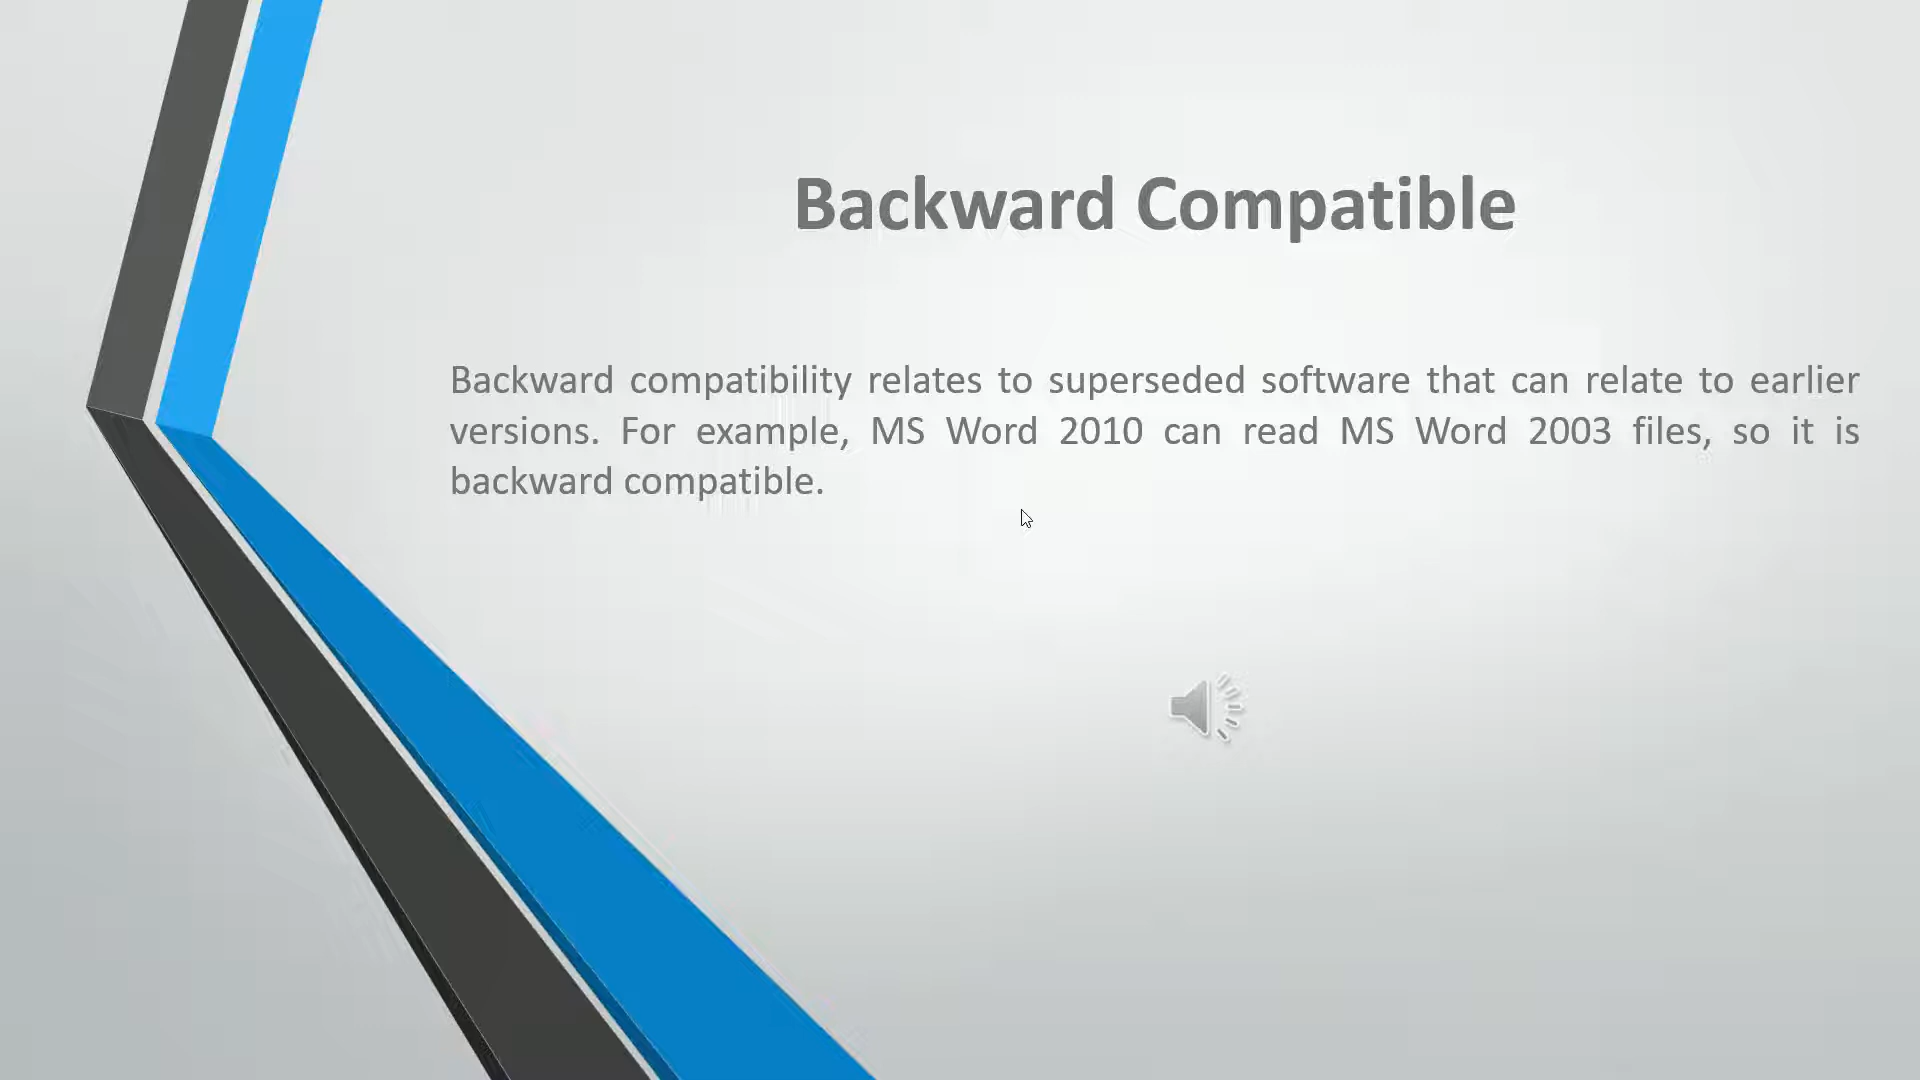 Backward Compatible
Backward compatibility relates to superseded software that can relate to earlier
versions. For example, MS Word 2010 can read MS Word 2003 files, so it is
backward compatible.